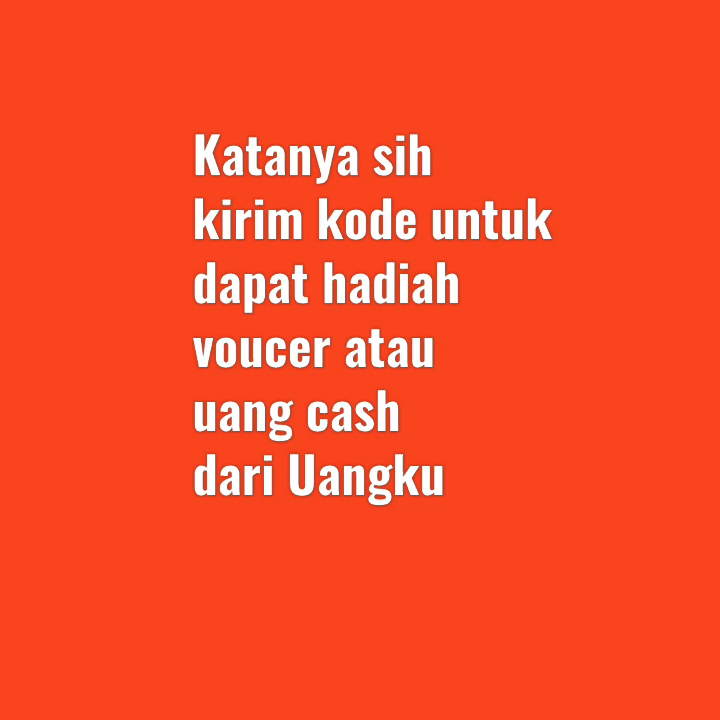 Katanya sih
kirim kode untuk
dapat hadiah
voucer atau
uang cash
dari Uangku